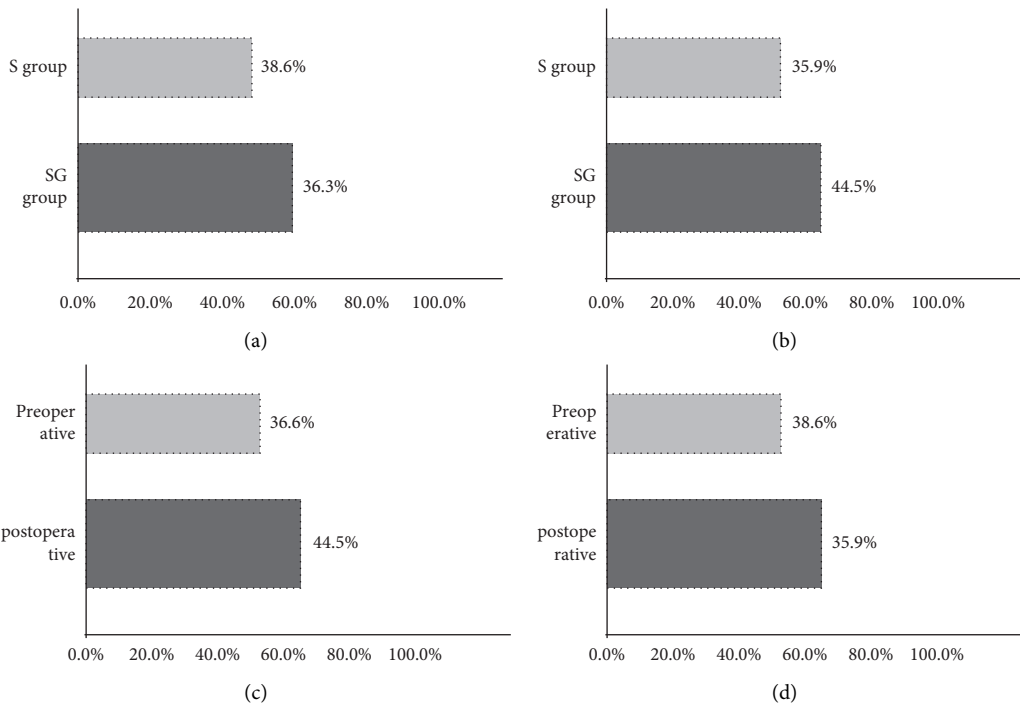 S group
38.6%
SG
group
36.3%
0.0% 20.0% 40.0% 60.0% 80.0% 100.0%
(a)
S group
35.9%
SG
group
44.5%
0.0% 20.0% 40.0% 60.0% 80.0% 100.0%
(b)
Preoper
ative
36.6%
postopera
tive
44.5%
0.0% 20.0% 40.0% 60.0% 80.0% 100.0%
(c)
Preop
erative
38.6%
postope
rative
35.9%
0.0% 20.0% 40.0% 60.0% 80.0% 100.0%
(d)